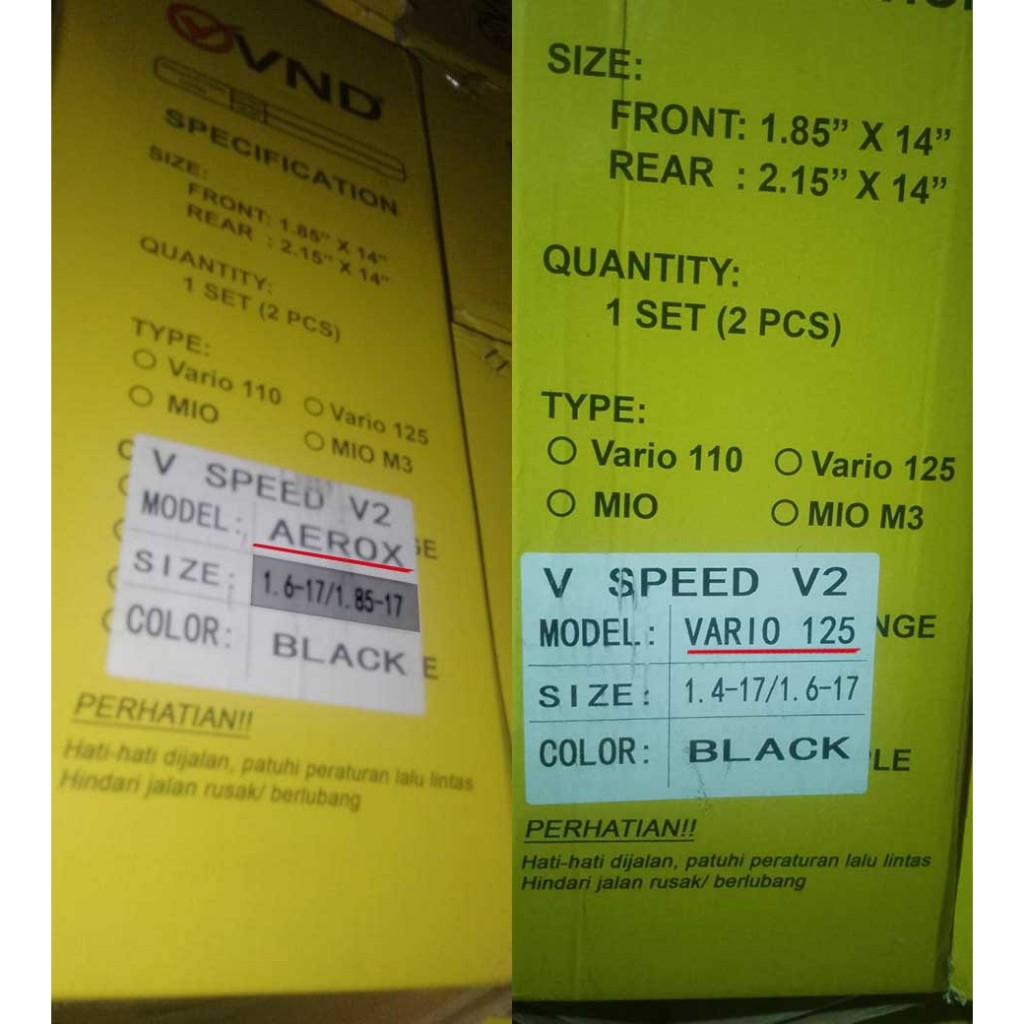 VND
SPECIFICATION
SIZE:
FRONT: 1.85” X 14”
REAR : 2.15” X 14”
QUANTITY:
1 SET (2 PCS)
TYPE:
Vario 110
Vario 125
MIO
MIO M3
V SPEED V2
MODEL: AEROX
SIZE: 1.6-17/1.85-17
COLOR: BLACK
PERHATIAN!!
Hati-hati dijalan, patuhi peraturan lalu lintas
Hindari jalan rusak/ berlubang
SIZE:
FRONT: 1.85” X 14”
REAR : 2.15” X 14”
QUANTITY:
1 SET (2 PCS)
TYPE:
Vario 110
Vario 125
MIO
MIO M3
V SPEED V2
MODEL: VARIO 125
NGE
SIZE: 1.4-17/1.6-17
COLOR: BLACK
PLE
PERHATIAN!!
Hati-hati dijalan, patuhi peraturan lalu lintas
Hindari jalan rusak/ berlubang